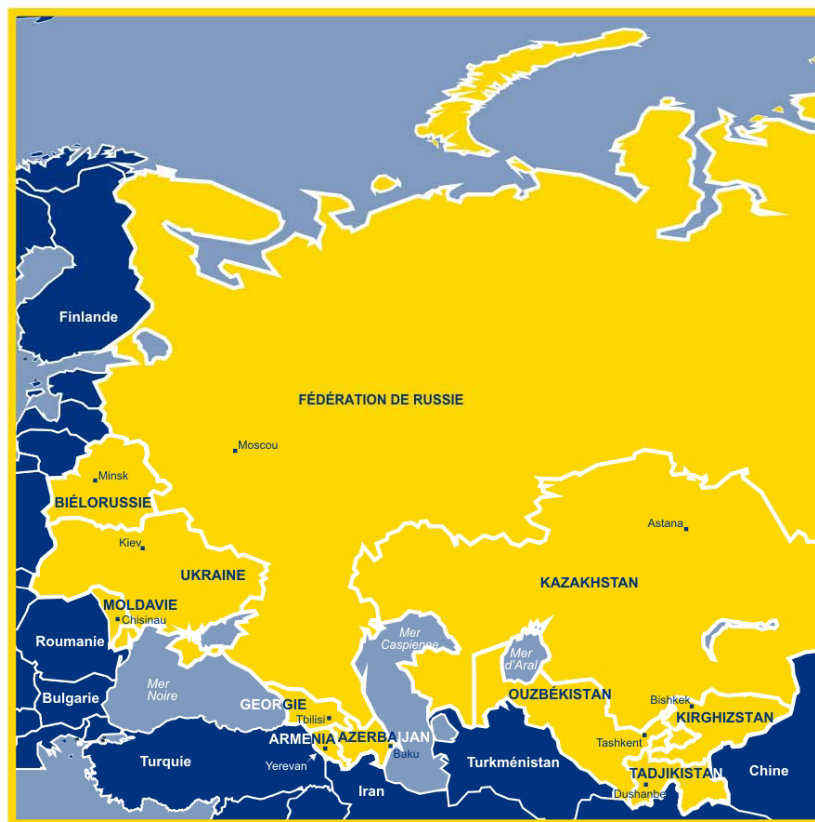 Finlande
FÉDÉRATION DE RUSSIE
Moscou
Minsk
BIÉLORUSSIE
Astana
Kiev
UKRAINE
KAZAKHSTAN
MOLDAVIE
Chisinau
Roumanie
Mer
Caspienne
Mer
d'Aral
Mer
Noire
Bulgarie
OUZBÉKISTAN
Bishkek
GEORGIE
Tbilisi
KIRGHIZSTAN
ARMENIA
AZERBAIJAN
Tashkent
Baku
Yerevan
Turquie
Turkménistan
TADJIKISTAN
Chine
Iran
Dushanbe